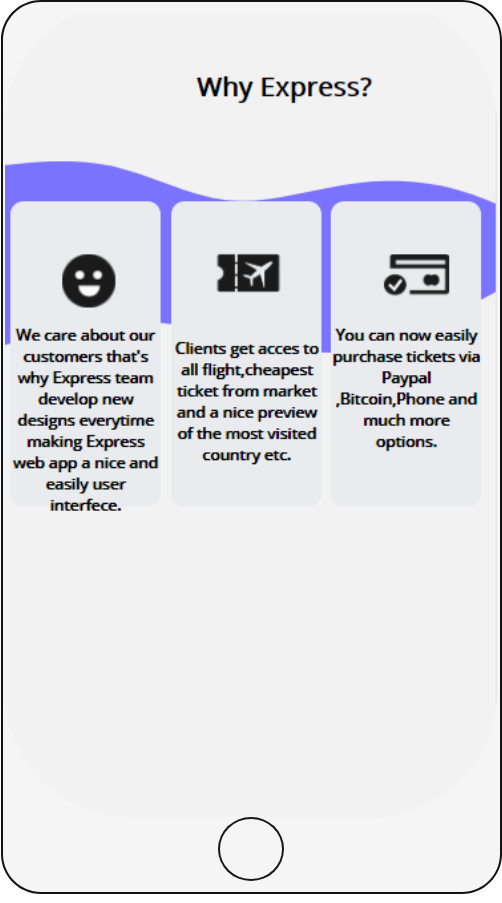 Why Express?
We care about our
customers that's
why Express team
develop new
designs everytime
making Express
web app a nice and
easily user
interfece.
Clients get acces to
all flight,cheapest
ticket from market
and a nice preview
of the most visited
country etc.
You can now easily
purchase tickets via
Paypal
,Bitcoin,Phone and
much more
options.